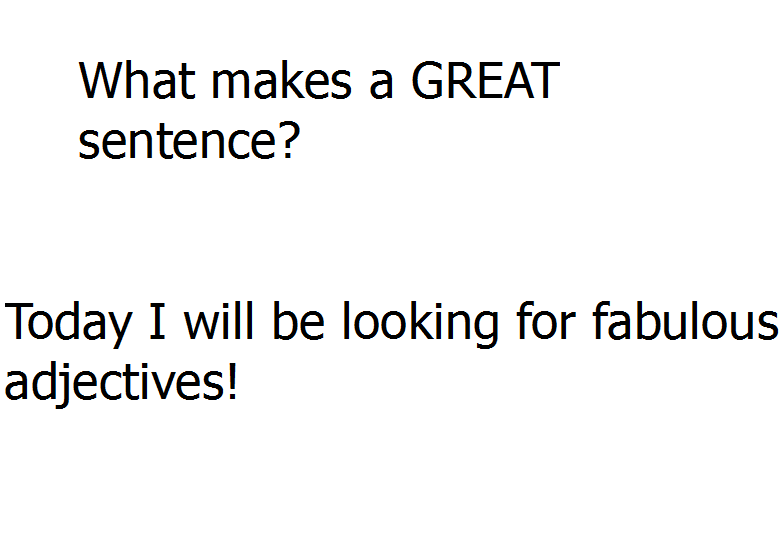 What makes a GREAT
sentence?
Today I will be looking for fabulous
adjectives!